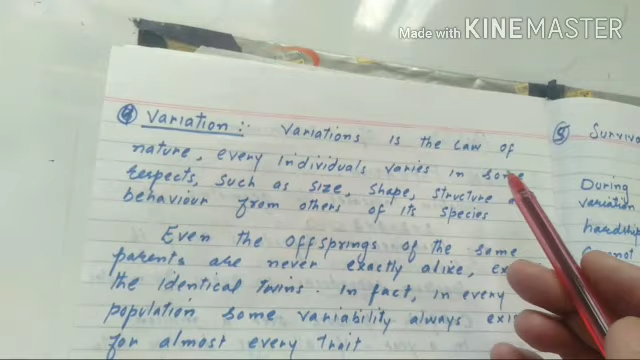 Made with KINEMASTER
④ Variation :- Variations is the Law of
nature, every individuals varies in some
respects, such as size, shape, structure
behaviour from others of its species
Even the offsprings of the same
parents are never exactly alike,
the identical twins. In fact, in every
population some variability always
for almost every trait
⑤
During
variation